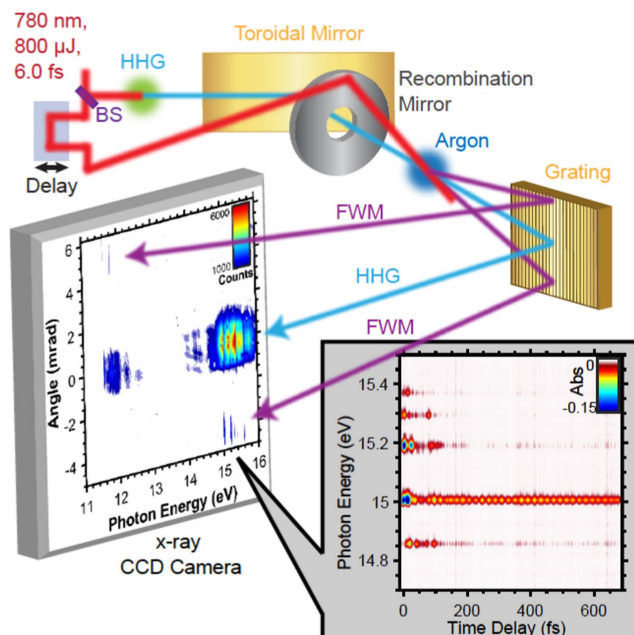 780 nm,
800 µJ,
6.0 fs
HHG
BS
Delay
Toroidal Mirror
Recombination
Mirror
Argon
Grating
FWM
HHG
FWM
6000
1000
Counts
6
4
2
0
-2
-4
Angle (mrad)
11 12 13 14 15 16
Photon Energy (eV)
x-ray
CCD Camera
0
-0.15
Abs
15.4
15.2
15
14.8
Photon Energy (eV)
0 200 400 600
Time Delay (fs)